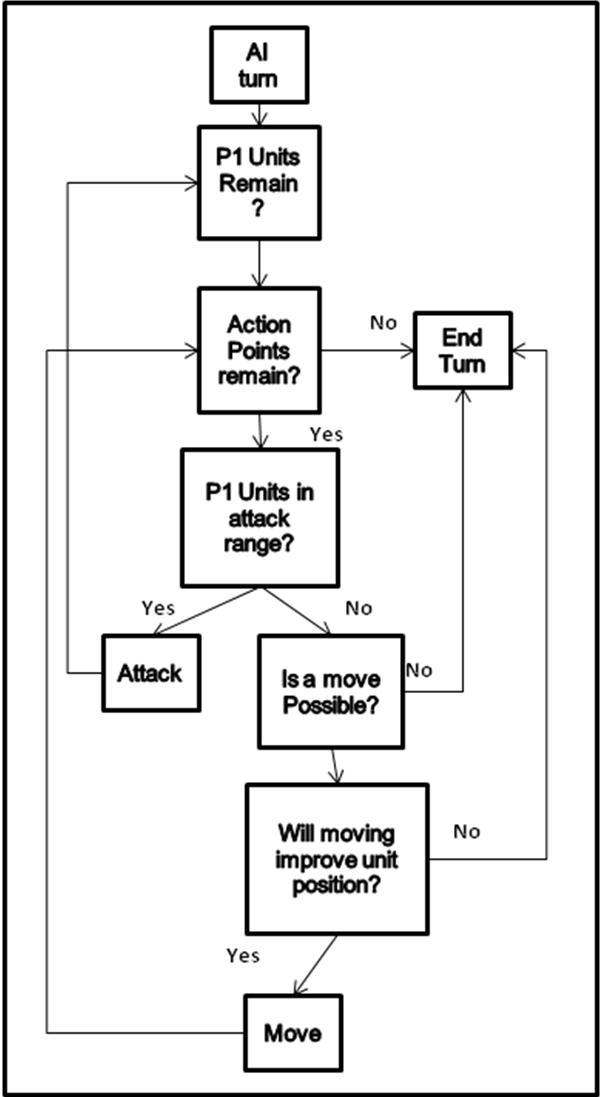 AI
turn
P1 Units
Remain
?
Action
Points
remain?
No
End
Turn
Yes
P1 Units in
attack
range?
Yes
No
Attack
Is a move
Possible?
No
Will moving
improve unit
position?
No
Yes
Move